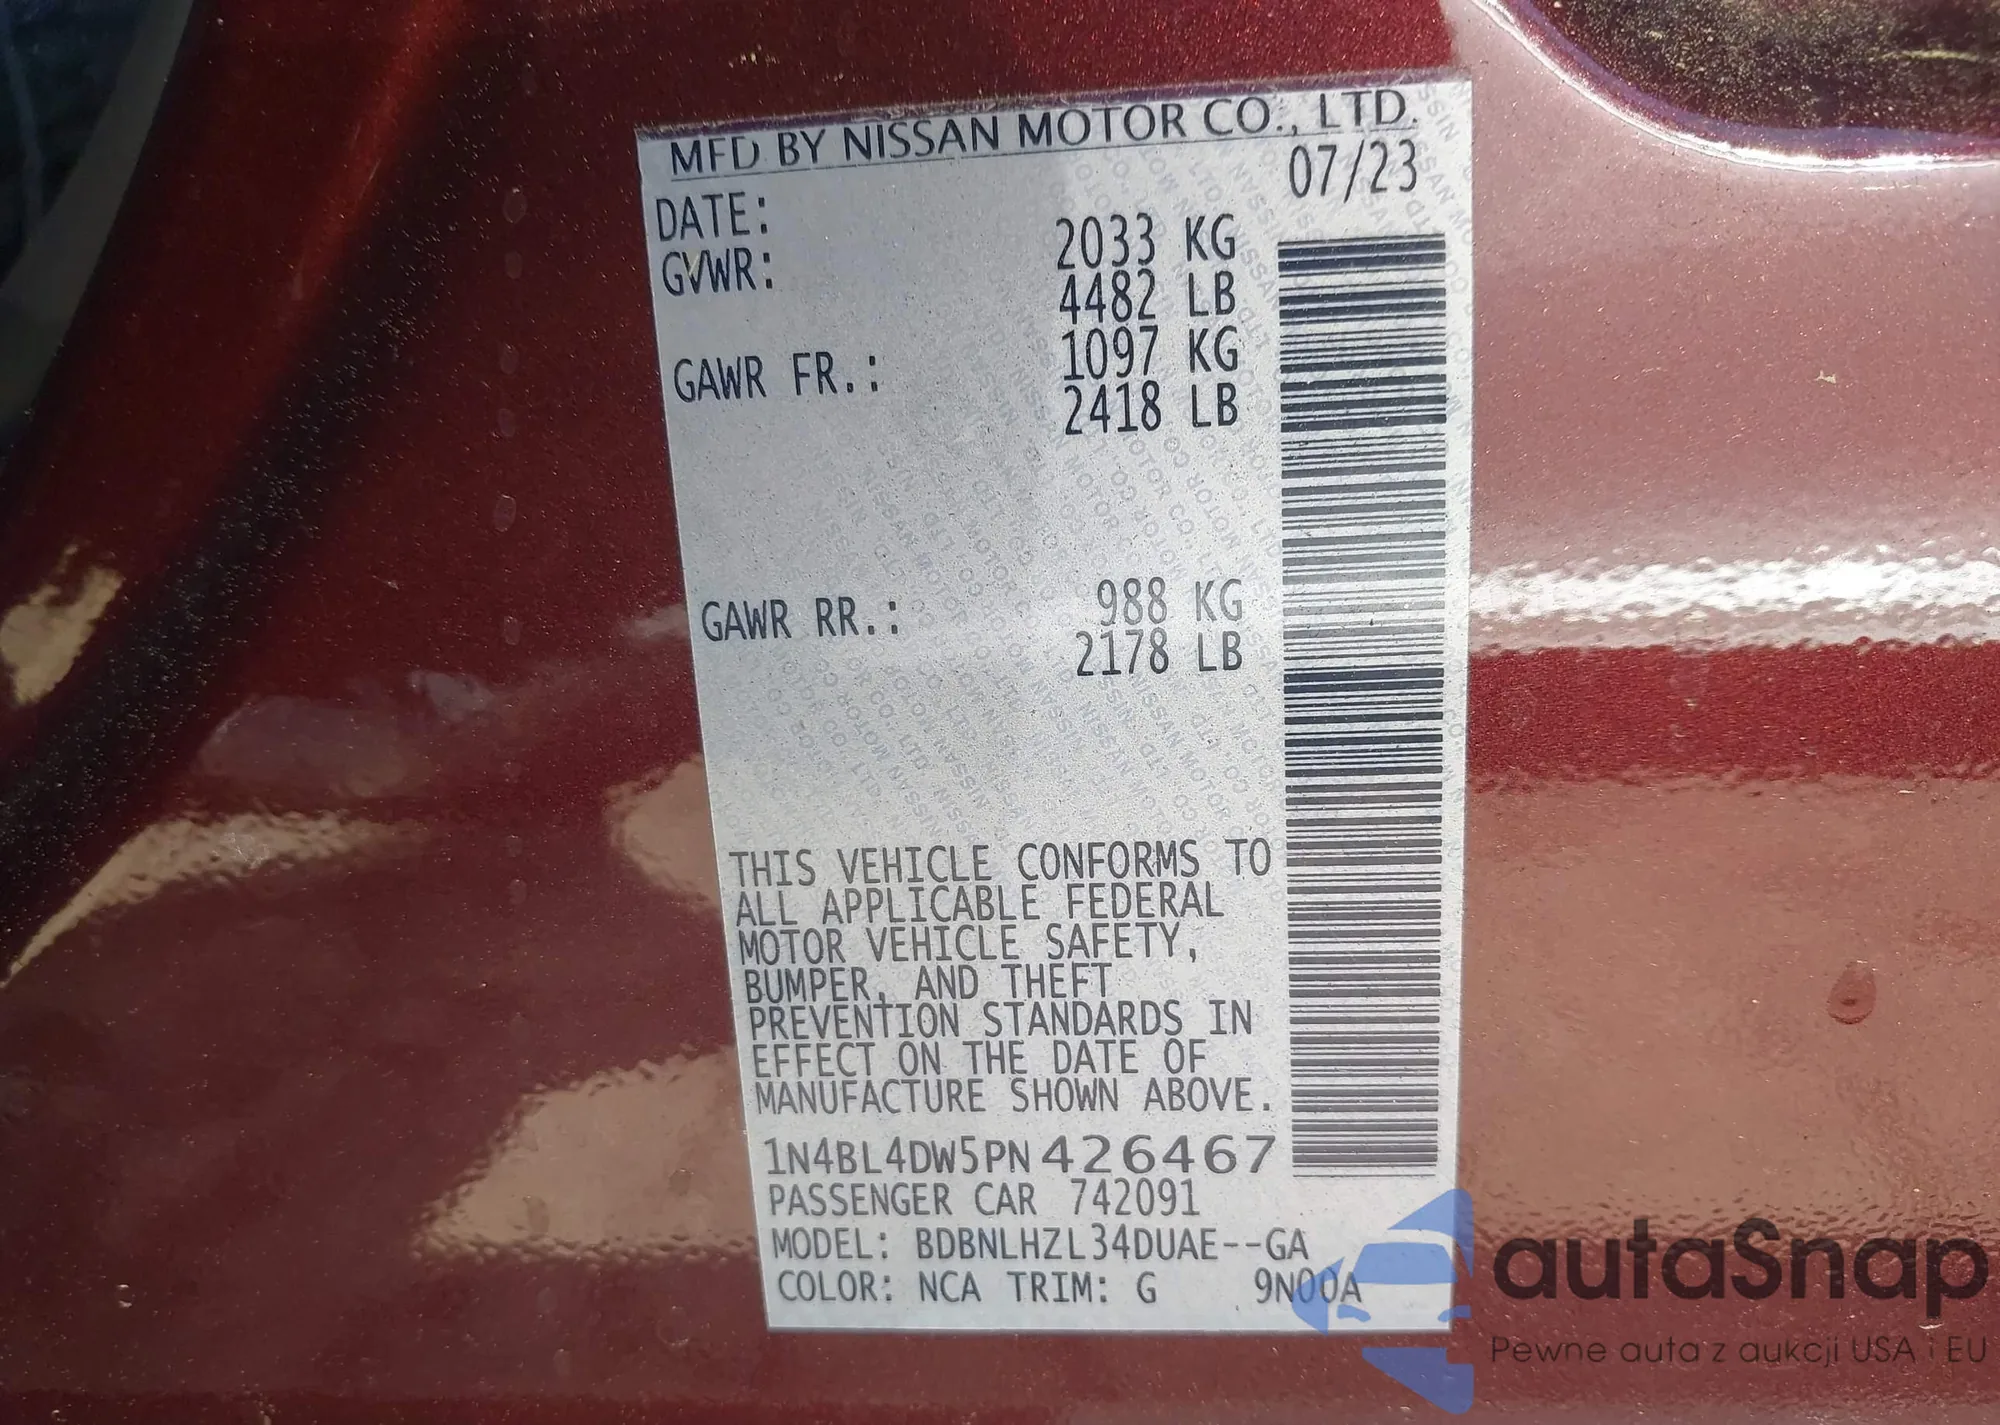 MFD BY NISSAN MOTOR CO., LTD.
DATE: 07/23
GVWR: 2033 KG
4482 LB
GAWR FR.: 1097 KG
2418 LB
GAWR RR.: 988 KG
2178 LB
THIS VEHICLE CONFORMS TO
ALL APPLICABLE FEDERAL
MOTOR VEHICLE SAFETY,
BUMPER, AND THEFT
PREVENTION STANDARDS IN
EFFECT ON THE DATE OF
MANUFACTURE SHOWN ABOVE.
1N4BL4DW5PN426467
PASSENGER CAR 742091
MODEL: BDBNLHZL34DUAE--GA
COLOR: NCA TRIM: G 9N00A
autaSnap
Pewne auta z aukcji USA i EU